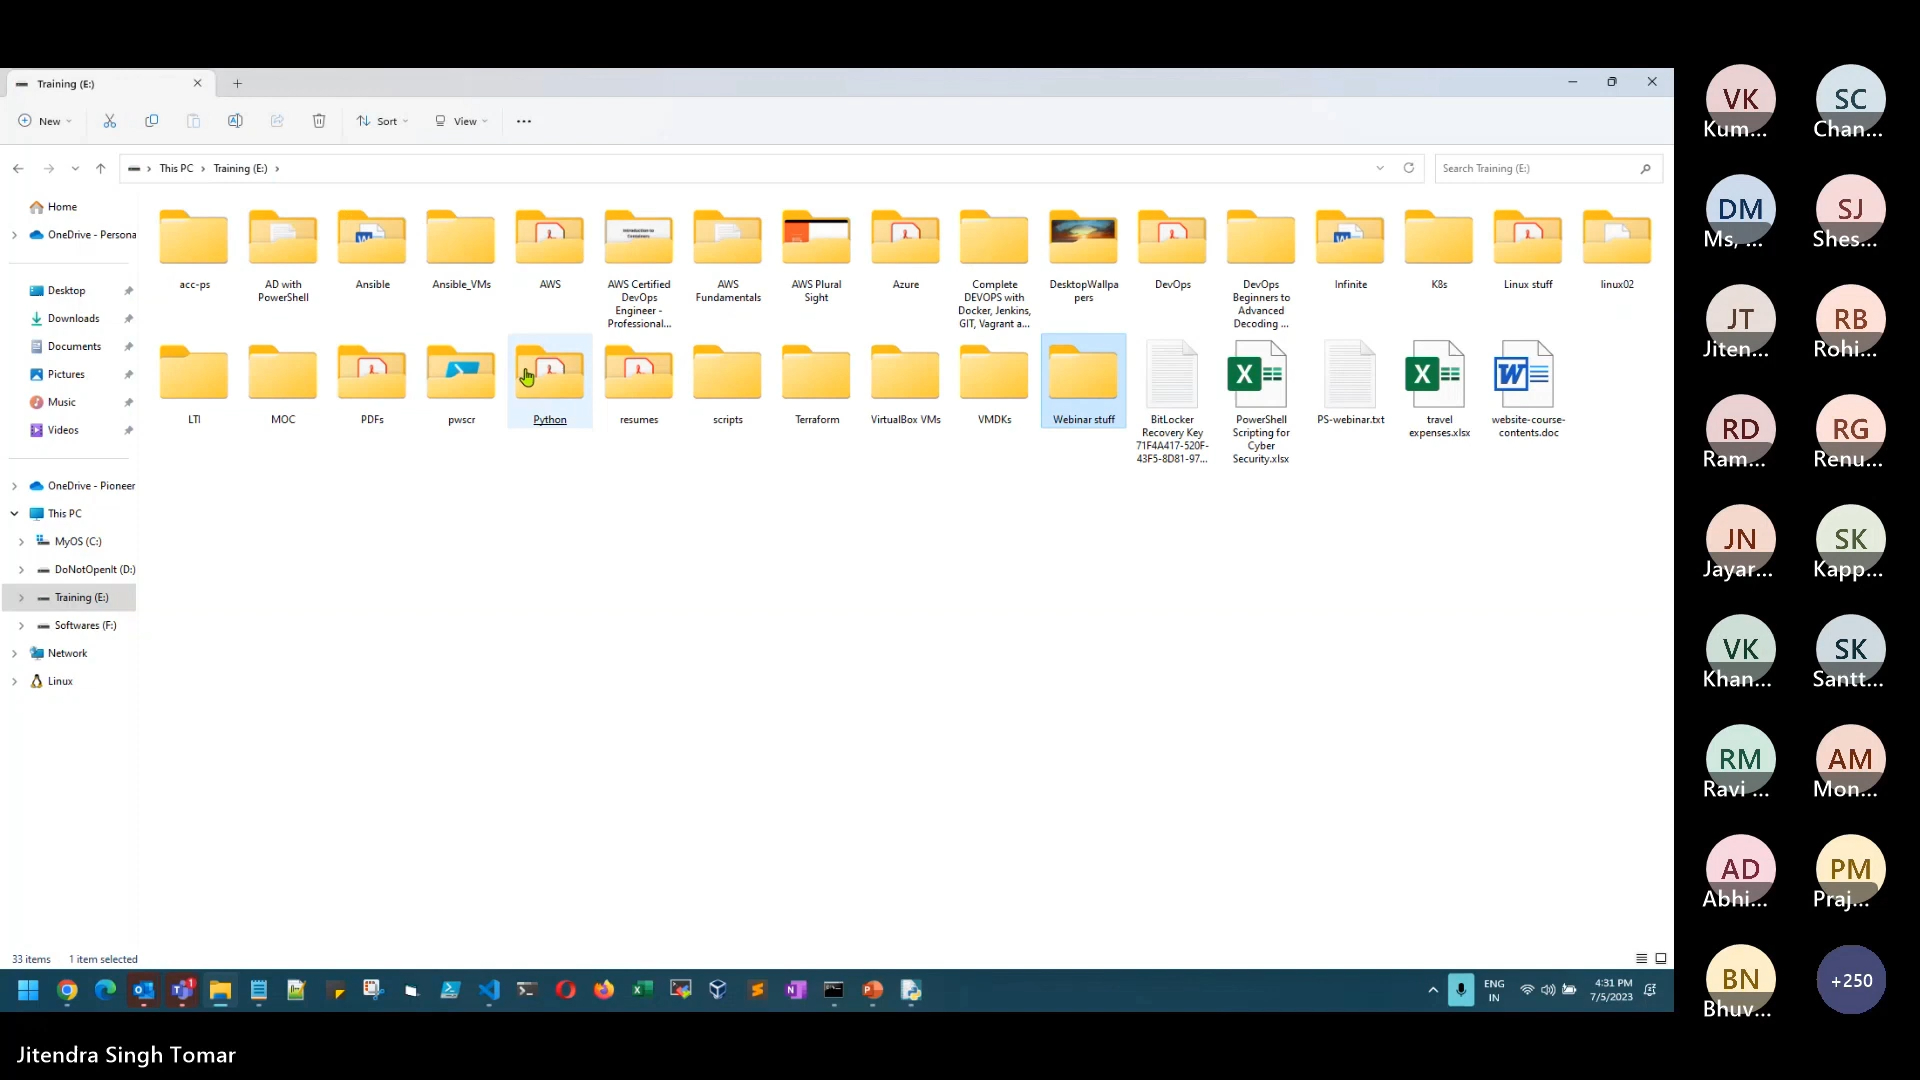 Training (E:)
New
Sort
View
This PC
Training (E:)
Search Training (E:)
Home
OneDrive - Persona
Desktop
Downloads
Documents
Pictures
Music
Videos
OneDrive - Pioneer
This PC
MyOS (C:)
DoNotOpenIt (D:)
Training (E:)
Softwares (F:)
Network
Linux
acc-ps
AD with
PowerShell
Ansible
Ansible_VMs
AWS
AWS Certified
DevOps
Engineer -
Professional...
AWS
Fundamentals
AWS Plural
Sight
Azure
Complete
DEVOPS with
Docker, Jenkins,
GIT, Vagrant a...
DesktopWallpa
pers
DevOps
DevOps
Beginners to
Advanced
Decoding ...
Infinite
K8s
Linux stuff
linux02
LTI
MOC
PDFs
pwscr
Python
resumes
scripts
Terraform
VirtualBox VMs
VMDKs
Webinar stuff
BitLocker
Recovery Key
71F4A417-520F-
43F5-8D81-97...
PowerShell
Scripting for
Cyber
Security.xlsx
PS-webinar.txt
travel
expenses.xlsx
website-course-
contents.doc
33 items
1 item selected
ENG
IN
4:31 PM
7/5/2023
VK
Kum...
SC
Chan...
DM
Ms, ...
SJ
Shes...
JT
Jiten...
RB
Rohi...
RD
Ram...
RG
Renu...
JN
Jayar...
SK
Kapp...
VK
Khan...
SK
Santt...
RM
Ravi ...
AM
Mon...
AD
Abhi...
PM
Praj...
BN
Bhuv...
+250
Jitendra Singh Tomar